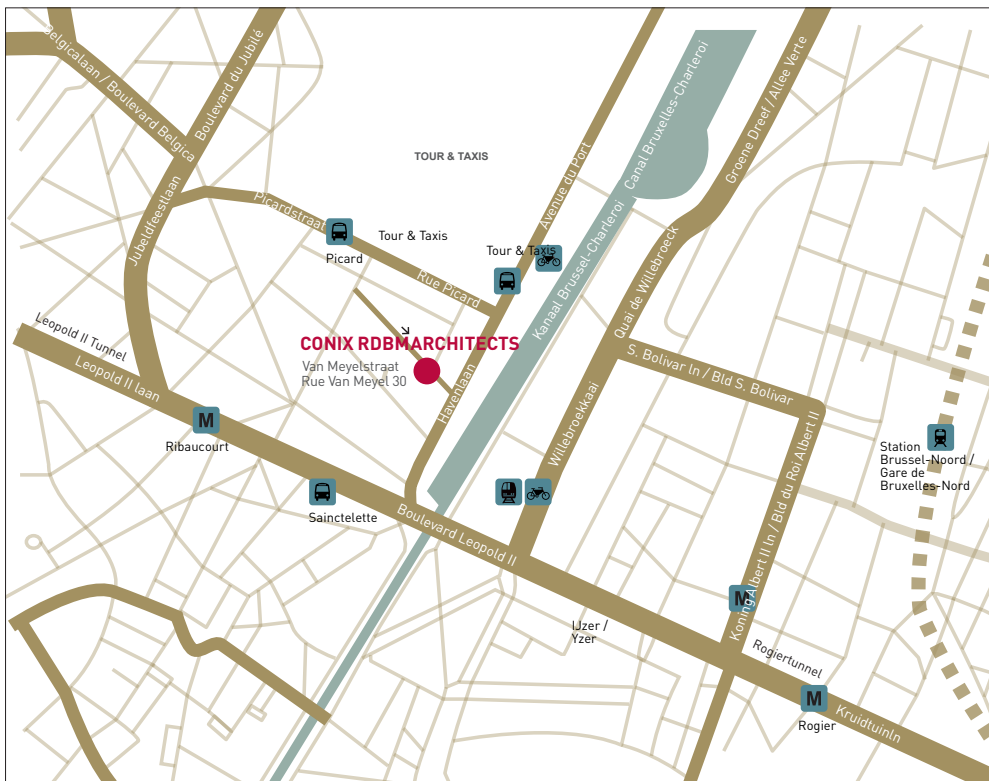 Belgicalaan / Boulevard Belgica
Boulevard du Jubilé
Jubeldfeestlaan
TOUR & TAXIS
Canal Bruxelles-Charleroi
Kanaal Brussel-Charleroi
Groene Dreef / Allee Verte
Avenue du Port
Picardstraat
Picard
Tour & Taxis
Tour & Taxis
Rue Picard
Quai de Willebroeck
Leopold II Tunnel
Leopold II laan
CONIX RDBMARCHITECTS
Van Meyelstraat
Rue Van Meyel 30
Havenlaan
S. Bolivar ln / Bld S. Bolivar
M
Ribaucourt
Willebroekkaai
Koning Albert II ln / Bld du Roi Albert II
Station
Brussel-Noord /
Gare de
Bruxelles-Nord
Sainctelette
Boulevard Leopold II
M
IJzer /
Yzer
Rogiertunnel
M
Rogier
Kruidtuinln